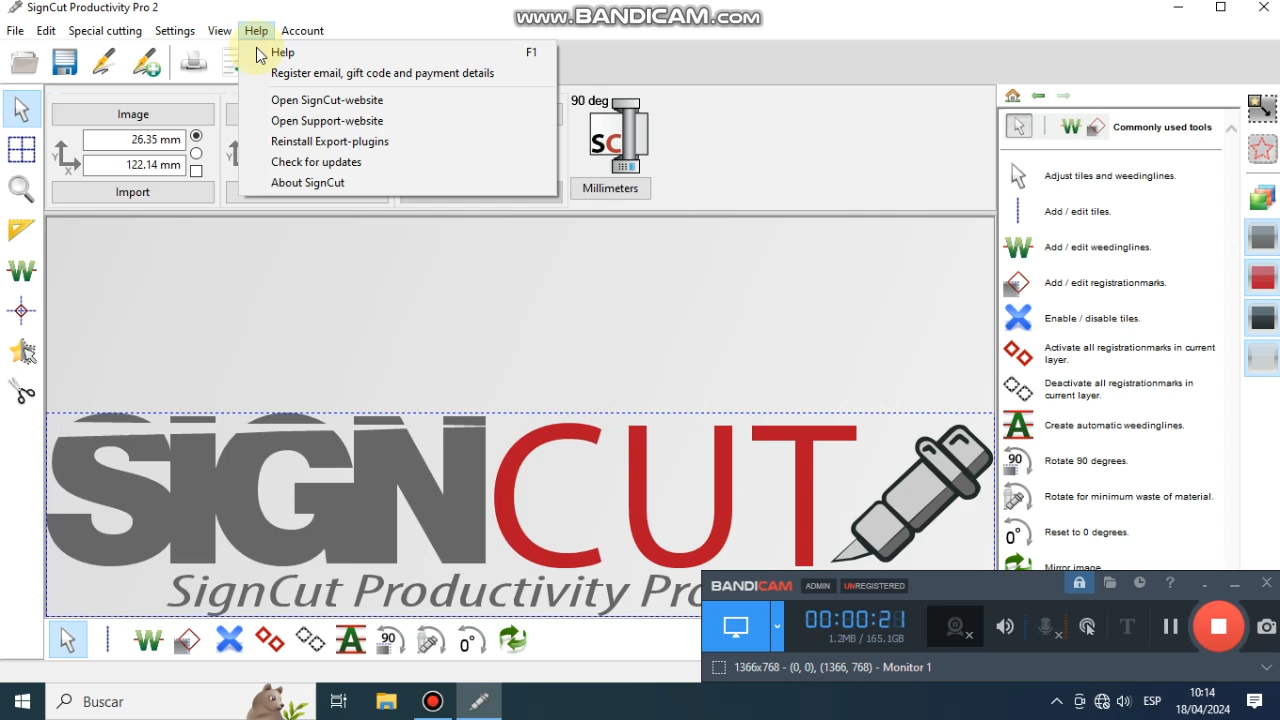 SignCut Productivity Pro 2
www.BANDICAM.com
File Edit Special cutting Settings View Help Account
Help F1
Register email, gift code and payment details
Open SignCut-website
Open Support-website
Reinstall Export-plugins
Check for updates
About SignCut
Image
26.35 mm
122.14 mm
Import
Y
X
90 deg
SC
Millimeters
W
Commonly used tools
Adjust tiles and weedinglines.
Add / edit tiles.
Add / edit weedinglines.
Add / edit registrationmarks.
Enable / disable tiles.
Activate all registrationmarks in current
layer.
Deactivate all registrationmarks in
current layer.
Create automatic weedinglines.
Rotate 90 degrees.
Rotate for minimum waste of material.
Reset to 0 degrees.
Mirror image.
SIGNCUT
SignCut Productivity Pro
BANDICAM ADMIN UNREGISTERED
00:00:21
1.2MB / 165.1GB
1366x768 - (0, 0), (1366, 768) - Monitor 1
Buscar
ESP
10:14
18/04/2024